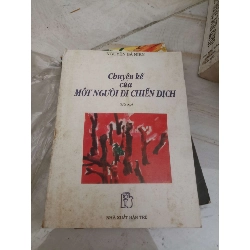 Chuyện kể
của
MỘT NGƯỜI ĐI CHIẾN DỊCH
NHÀ XUẤT BẢN TRẺ